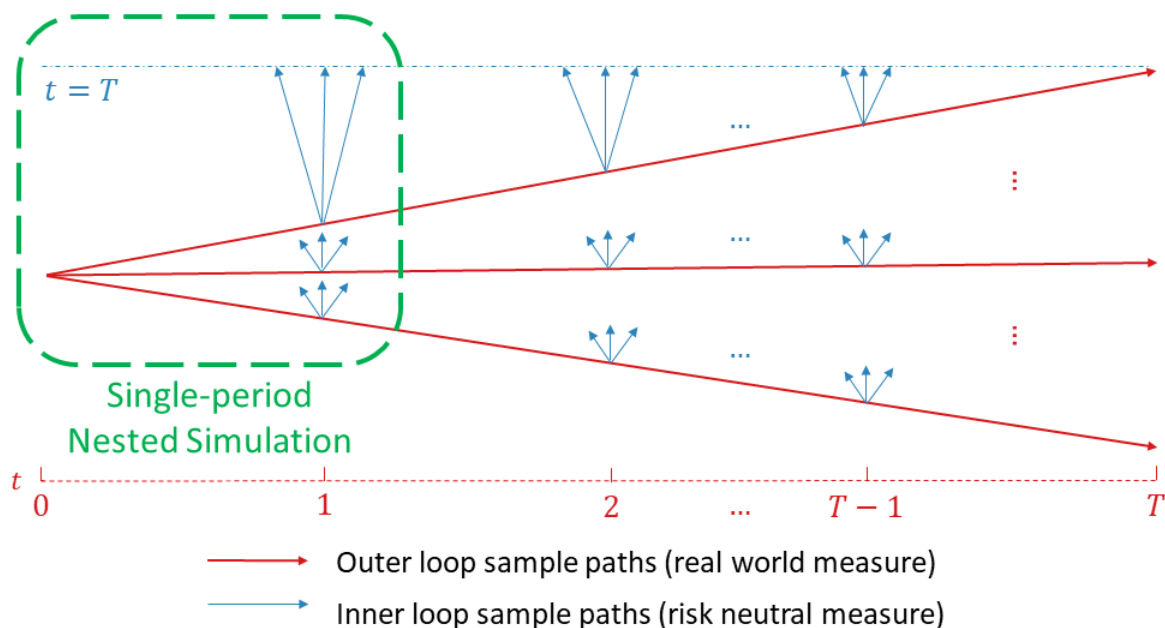 t = T
...
...
...
⋮
⋮
Single-period
Nested Simulation
t
0
1
2
...
T − 1
T
Outer loop sample paths (real world measure)
Inner loop sample paths (risk neutral measure)